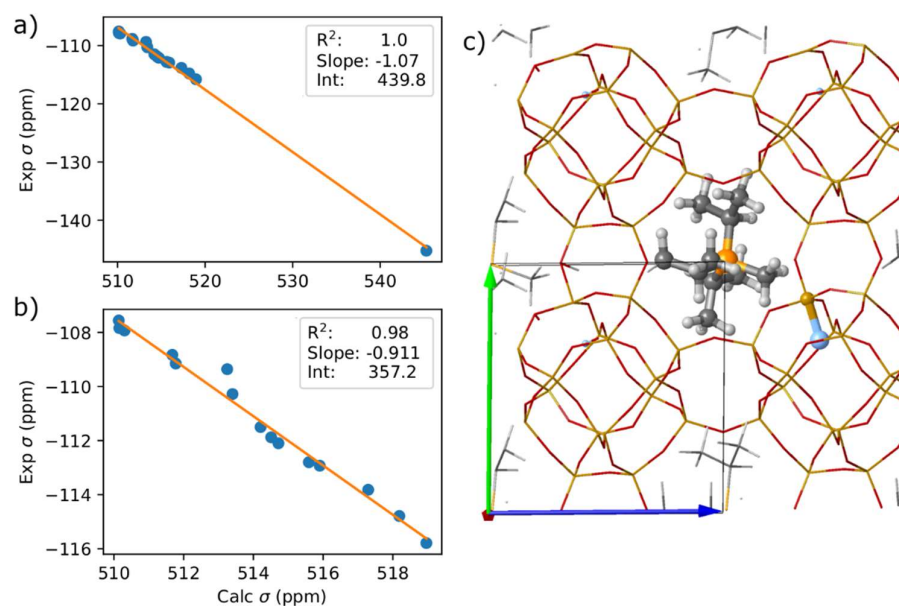 a)
Exp σ (ppm)
−110
−120
−130
−140
R²: 1.0
Slope: -1.07
Int: 439.8
510 520 530 540
b)
Exp σ (ppm)
−108
−110
−112
−114
−116
R²: 0.98
Slope: -0.911
Int: 357.2
510 512 514 516 518
Calc σ (ppm)
c)